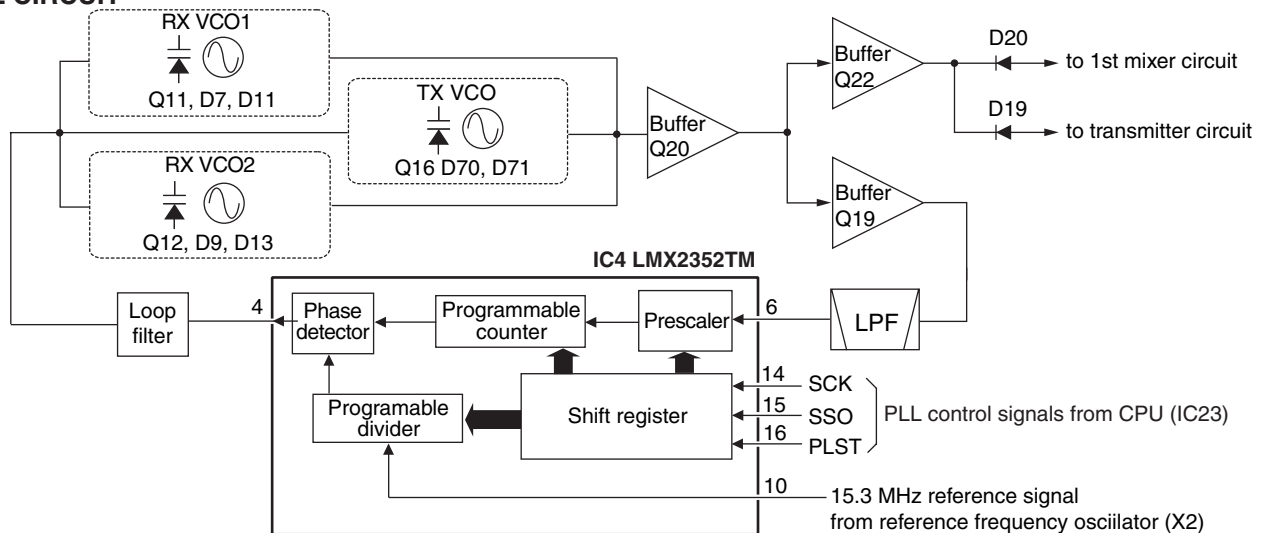 CIRCUIT
RX VCO1
Q11, D7, D11
TX VCO
Q16 D70, D71
RX VCO2
Q12, D9, D13
Buffer
Q20
Buffer
Q22
D20
to 1st mixer circuit
D19
to transmitter circuit
Buffer
Q19
IC4 LMX2352TM
Loop
filter
4
Phase
detector
Programmable
counter
Prescaler
6
LPF
Programable
divider
Shift register
14
SCK
15
SSO
16
PLST
PLL control signals from CPU (IC23)
10
15.3 MHz reference signal
from reference frequency osciilator (X2)